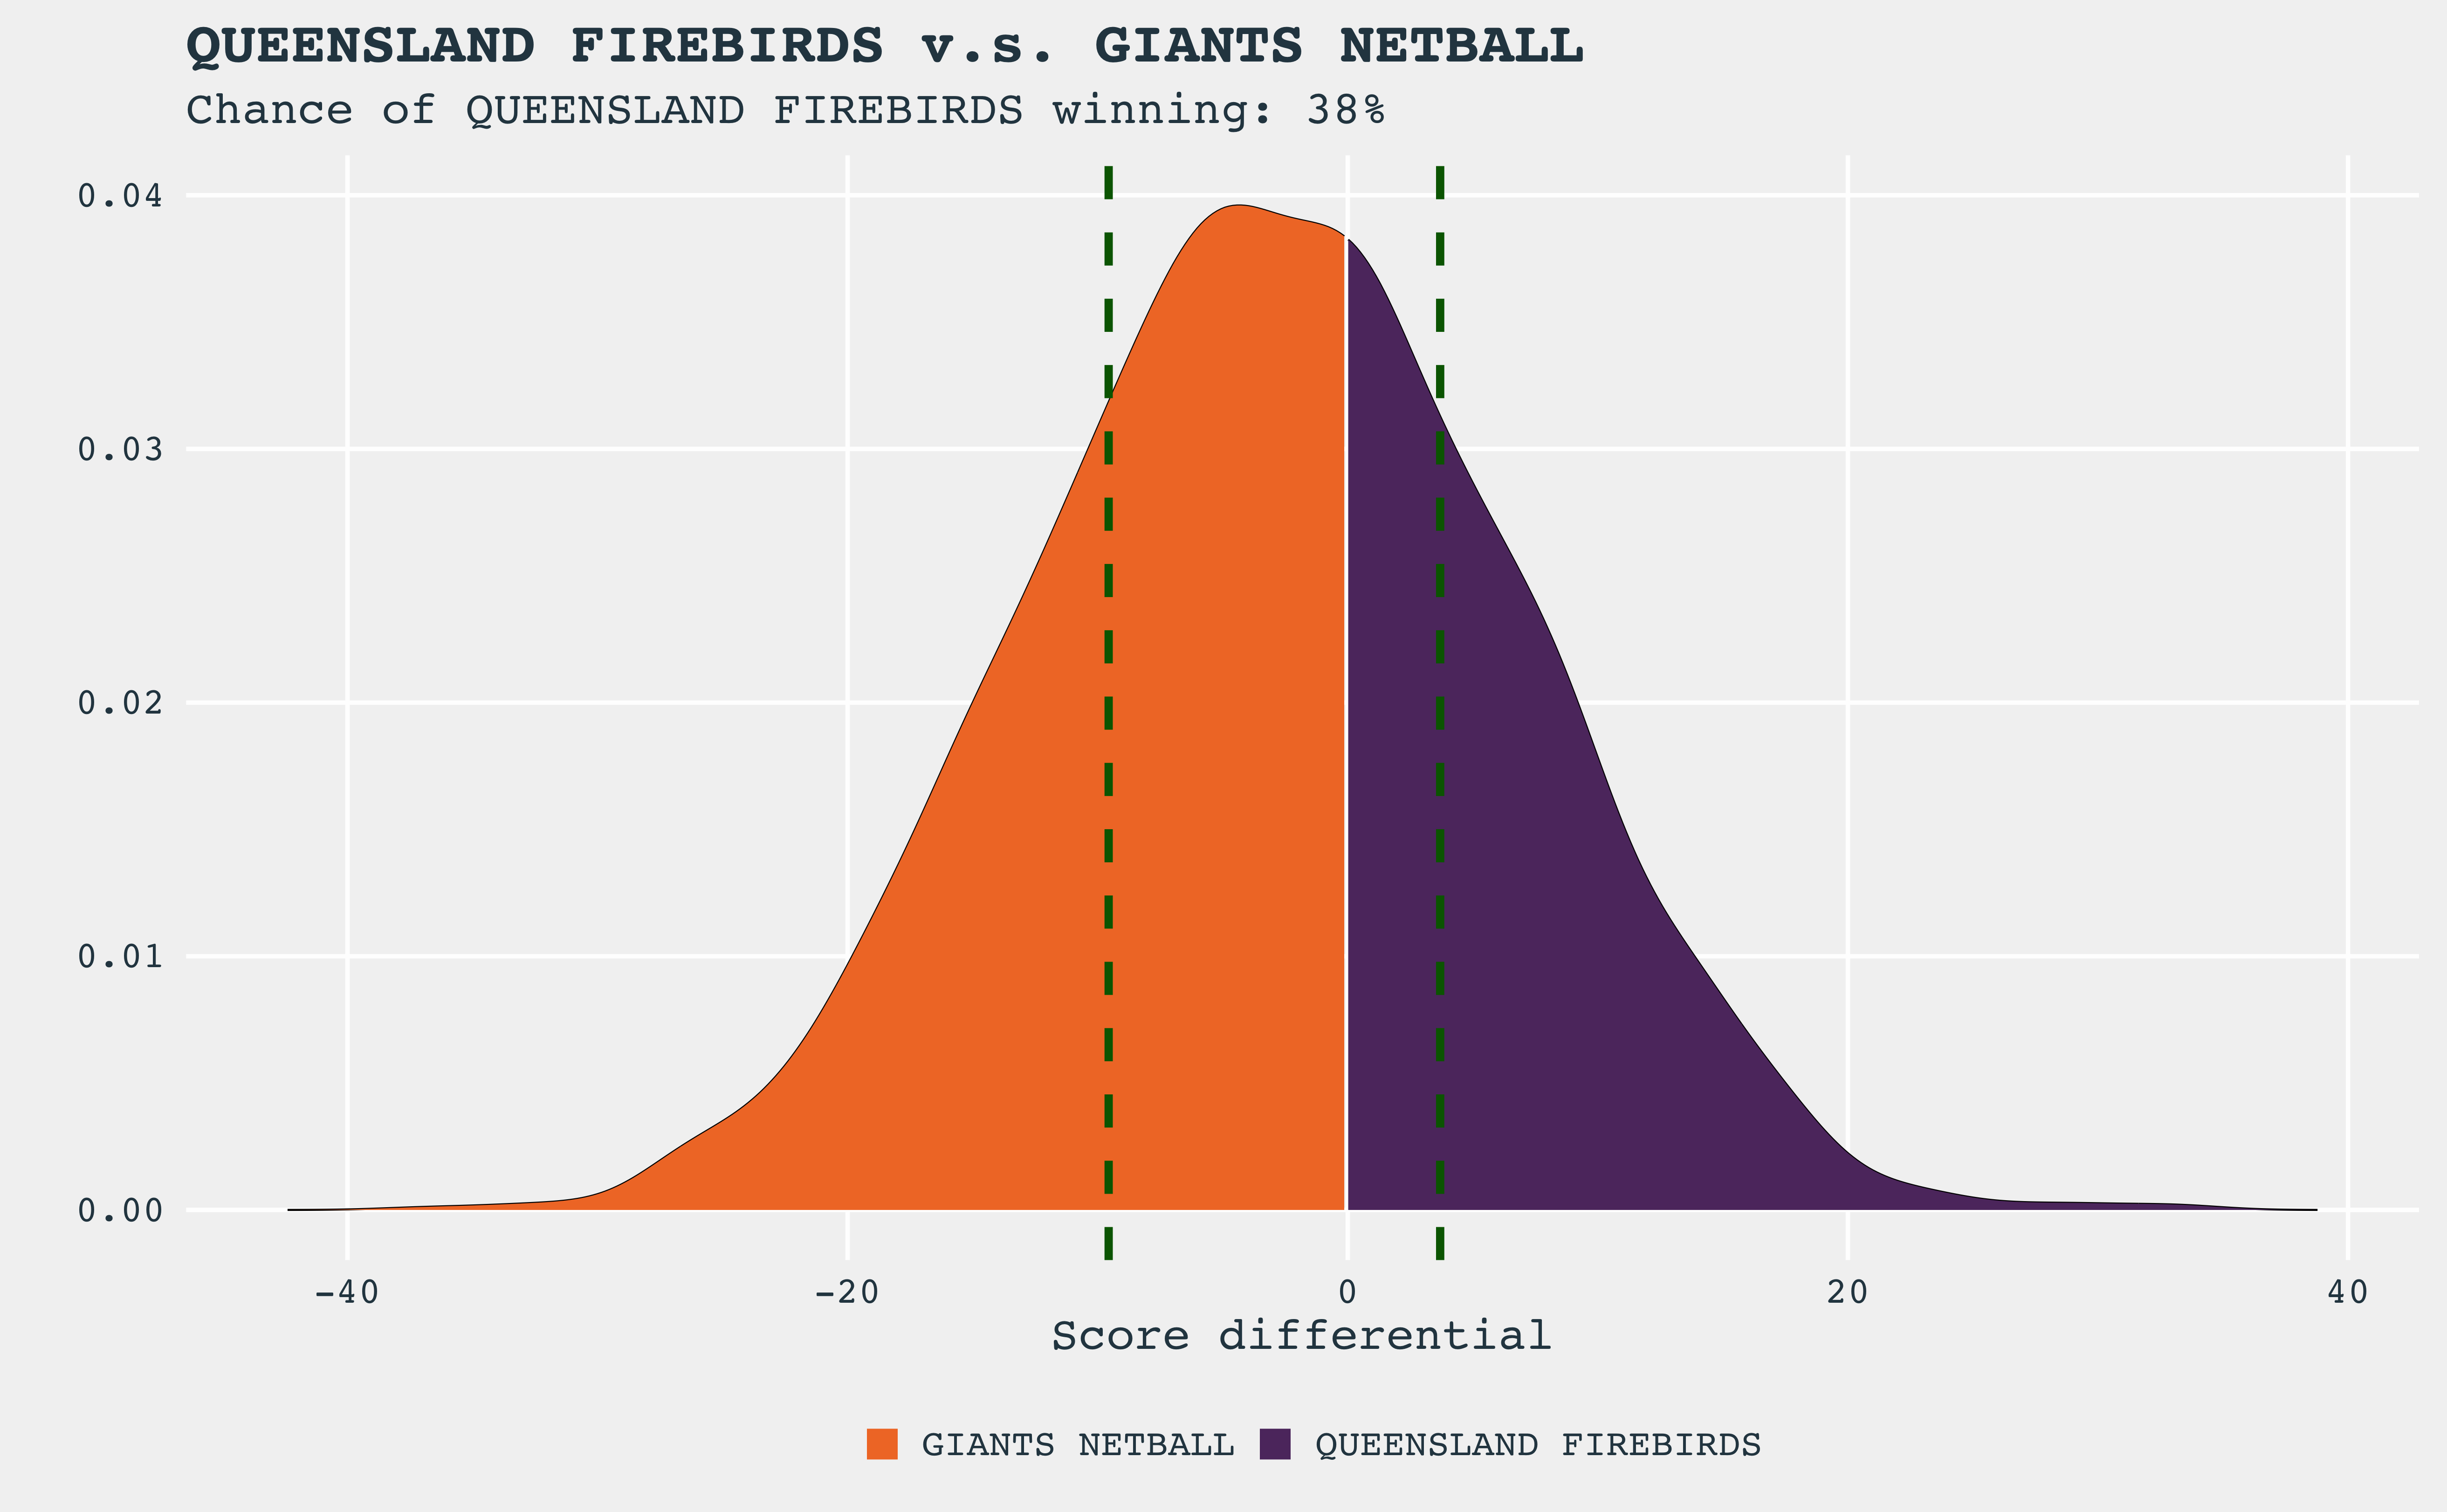 QUEENSLAND FIREBIRDS v.s. GIANTS NETBALL
Chance of QUEENSLAND FIREBIRDS winning: 38%
0.04
0.03
0.02
0.01
0.00
-40 -20 0 20 40
Score differential
GIANTS NETBALL QUEENSLAND FIREBIRDS